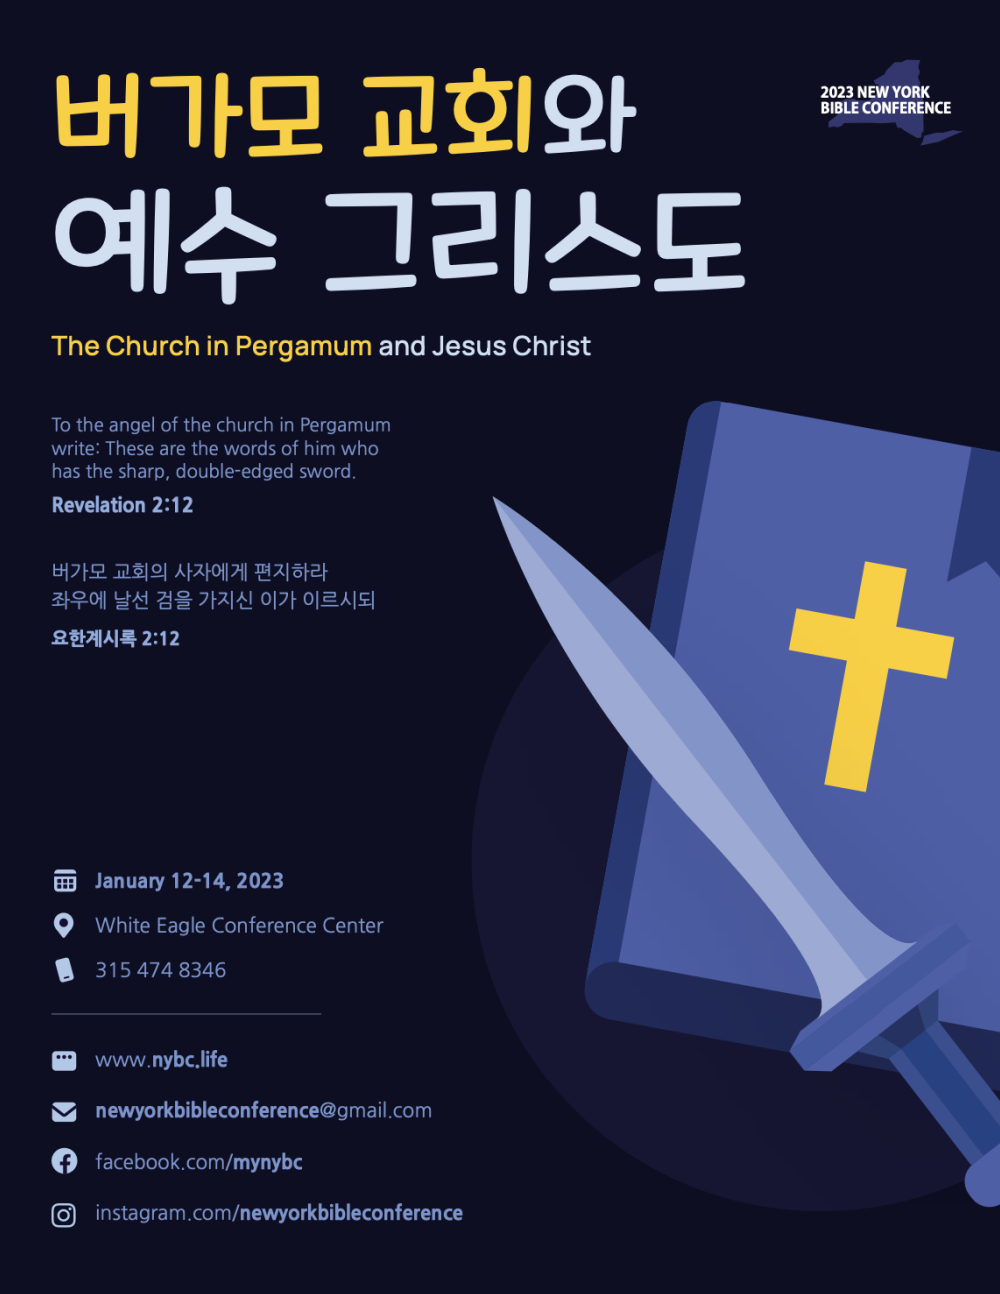 버가모 교회와
예수 그리스도
2023 NEW YORK
BIBLE CONFERENCE
The Church in Pergamum and Jesus Christ
To the angel of the church in Pergamum
write: These are the words of him who
has the sharp, double-edged sword.
Revelation 2:12
버가모 교회의 사자에게 편지하라
좌우에 날선 검을 가지신 이가 이르시되
요한계시록 2:12
January 12-14, 2023
White Eagle Conference Center
315 474 8346
www.nybc.life
newyorkbibleconference@gmail.com
facebook.com/mynybc
instagram.com/newyorkbibleconference